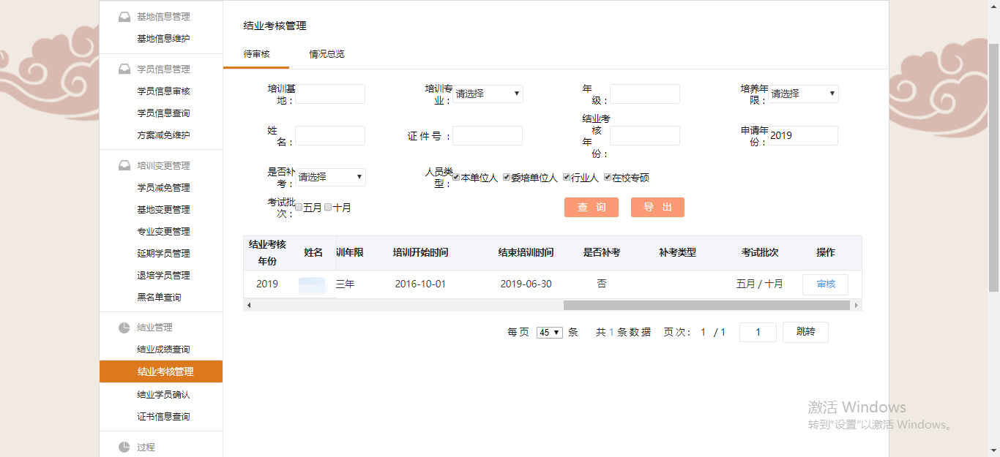 基地信息管理
基地信息维护
学员信息管理
学员信息审核
学员信息查询
方案减免维护
培训变更管理
学员减免管理
基地变更管理
专业变更管理
延期学员管理
退培学员管理
黑名单查询
结业管理
结业成绩查询
结业考核管理
结业学员确认
证书信息查询
过程
结业考核管理
待审核 情况总览
培训基地： 培训专业： 请选择 年级： 培养年限： 请选择
姓名： 证件号： 结业考核年份： 申请年份： 2019
是否补考： 请选择 人员类型： 本单位人 委培单位人 行业人 在校专硕
考试批次： 五月 十月 查 询 导 出
结业考核年份 姓名 训年限 培训开始时间 结束培训时间 是否补考 补考类型 考试批次 操作
2019 三年 2016-10-01 2019-06-30 否 五月 / 十月 审核
每页 45 条 共 1 条数据 页次： 1 / 1 1 跳转
激活 Windows
转到"设置"以激活 Windows。